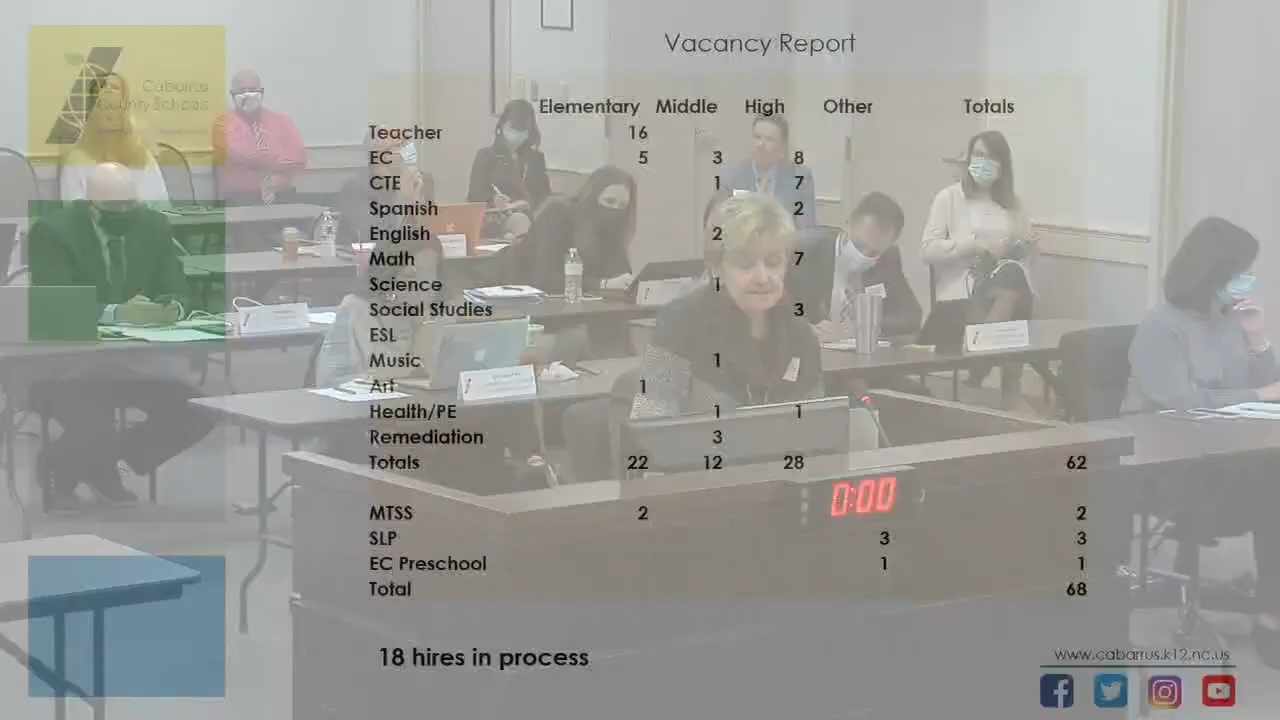 Vacancy Report
Cabarrus
County Schools
Elementary Middle High Other Totals
Teacher 16
EC 5 3 8
CTE 1 7
Spanish 2
English 2
Math 7
Science 1
Social Studies 3
ESL
Music 1
Art 1
Health/PE 1 1
Remediation 3
Totals 22 12 28 62
0:00
MTSS 2 2
SLP 3 3
EC Preschool 1 1
Total 68
18 hires in process
www.cabarrus.k12.nc.us